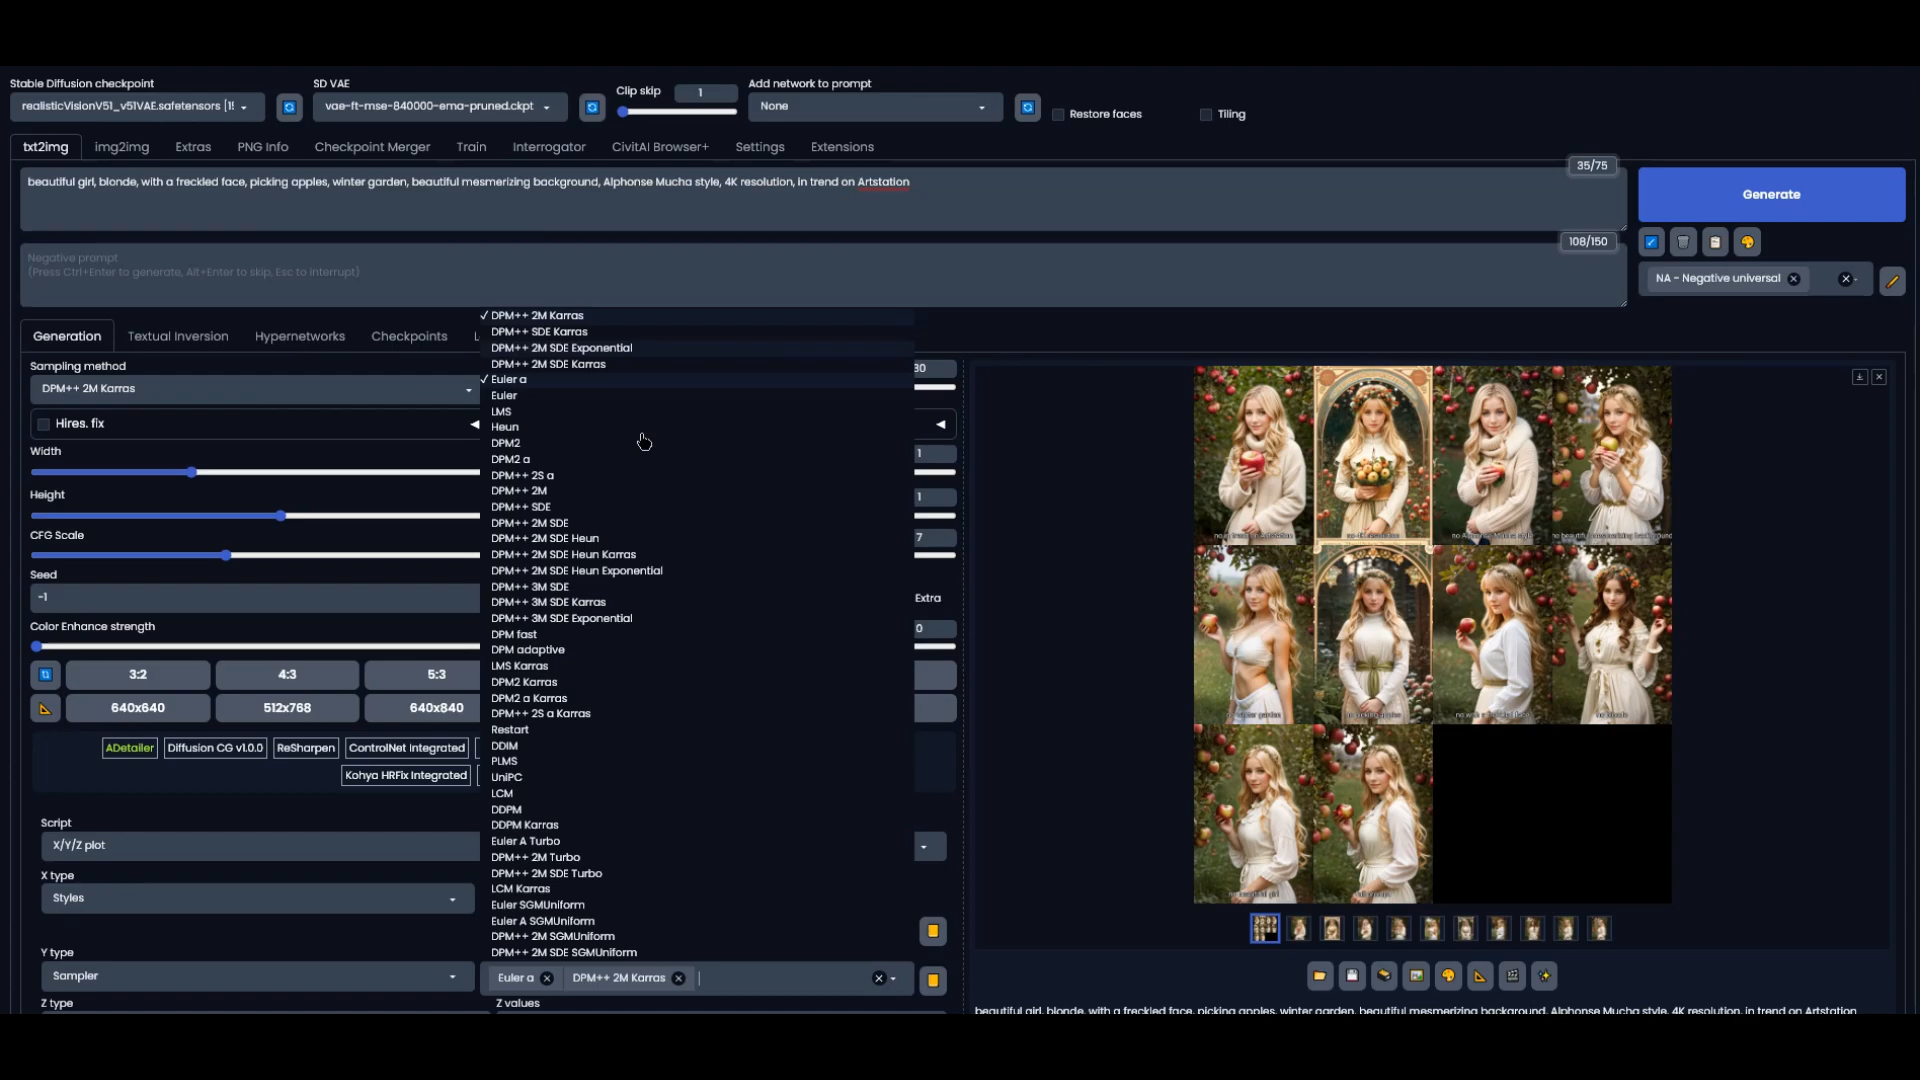 Stable Diffusion checkpoint
realisticVisionV51_v51VAE.safetensors [1!
SD VAE
vae-ft-mse-840000-ema-pruned.ckpt
Clip skip
1
Add network to prompt
None
Restore faces
Tiling
txt2img
img2img
Extras
PNG Info
Checkpoint Merger
Train
Interrogator
CivitAI Browser+
Settings
Extensions
35/75
beautiful girl, blonde, with a freckled face, picking apples, winter garden, beautiful mesmerizing background, Alphonse Mucha style, 4K resolution, in trend on Artstation
Generate
108/150
Negative prompt
(Press Ctrl+Enter to generate, Alt+Enter to skip, Esc to interrupt)
NA - Negative universal
Generation
Textual Inversion
Hypernetworks
Checkpoints
Sampling method
DPM++ 2M Karras
Hires. fix
Width
Height
CFG Scale
Seed
-1
Color Enhance strength
3:2
4:3
5:3
640x640
512x768
640x840
ADetailer
Diffusion CG v1.0.0
ReSharpen
ControlNet Integrated
Kohya HRFix Integrated
Script
X/Y/Z plot
X type
Styles
Y type
Sampler
Z type
✓ DPM++ 2M Karras
DPM++ SDE Karras
DPM++ 2M SDE Exponential
DPM++ 2M SDE Karras
✓ Euler a
Euler
LMS
Heun
DPM2
DPM2 a
DPM++ 2S a
DPM++ 2M
DPM++ SDE
DPM++ 2M SDE
DPM++ 2M SDE Heun
DPM++ 2M SDE Heun Karras
DPM++ 2M SDE Heun Exponential
DPM++ 3M SDE
DPM++ 3M SDE Karras
DPM++ 3M SDE Exponential
DPM fast
DPM adaptive
LMS Karras
DPM2 Karras
DPM2 a Karras
DPM++ 2S a Karras
Restart
DDIM
PLMS
UniPC
LCM
DDPM
DDPM Karras
Euler A Turbo
DPM++ 2M Turbo
DPM++ 2M SDE Turbo
LCM Karras
Euler SGMUniform
Euler A SGMUniform
DPM++ 2M SGMUniform
DPM++ 2M SDE SGMUniform
Euler a
DPM++ 2M Karras
Z values
1
1
7
Extra
0
beautiful girl, blonde, with a freckled face, picking apples, winter garden, beautiful mesmerizing background, Alphonse Mucha style, 4K resolution, in trend on Artstation